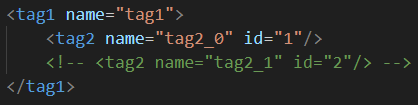 <tag1 name="tag1">
    <tag2 name="tag2_0" id="1"/>
    <!-- <tag2 name="tag2_1" id="2"/> -->
</tag1>